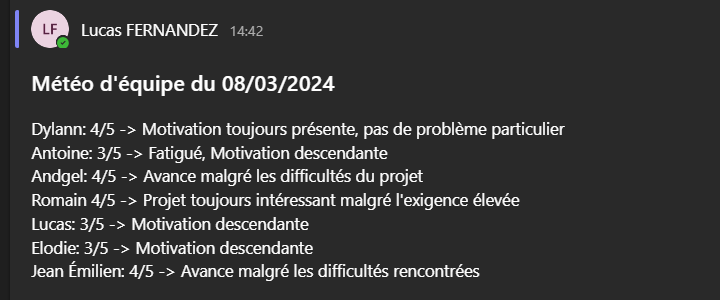 LF Lucas FERNANDEZ 14:42
Météo d'équipe du 08/03/2024
Dylann: 4/5 -> Motivation toujours présente, pas de problème particulier
Antoine: 3/5 -> Fatigué, Motivation descendante
Andgel: 4/5 -> Avance malgré les difficultés du projet
Romain 4/5 -> Projet toujours intéressant malgré l'exigence élevée
Lucas: 3/5 -> Motivation descendante
Elodie: 3/5 -> Motivation descendante
Jean Émilien: 4/5 -> Avance malgré les difficultés rencontrées